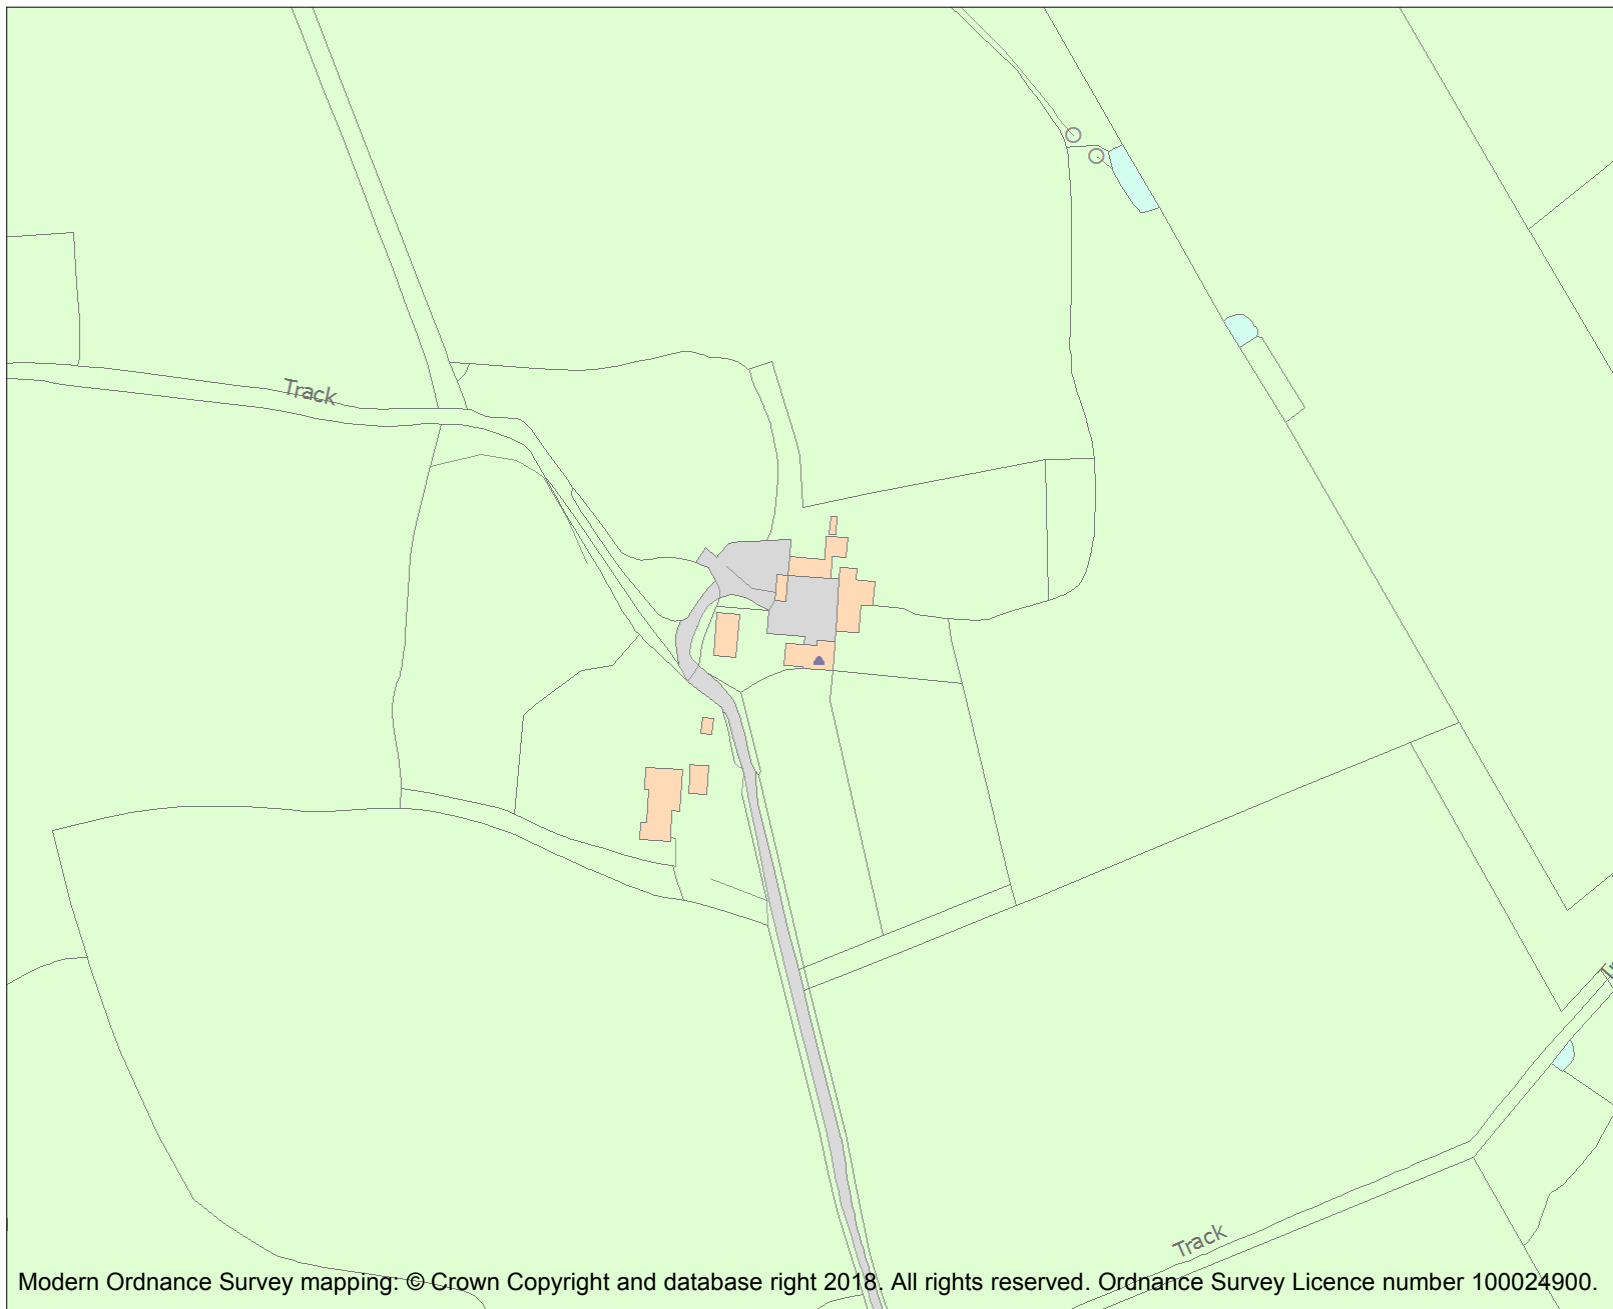 Track
Track
Modern Ordnance Survey mapping: © Crown Copyright and database right 2018. All rights reserved. Ordnance Survey Licence number 100024900.